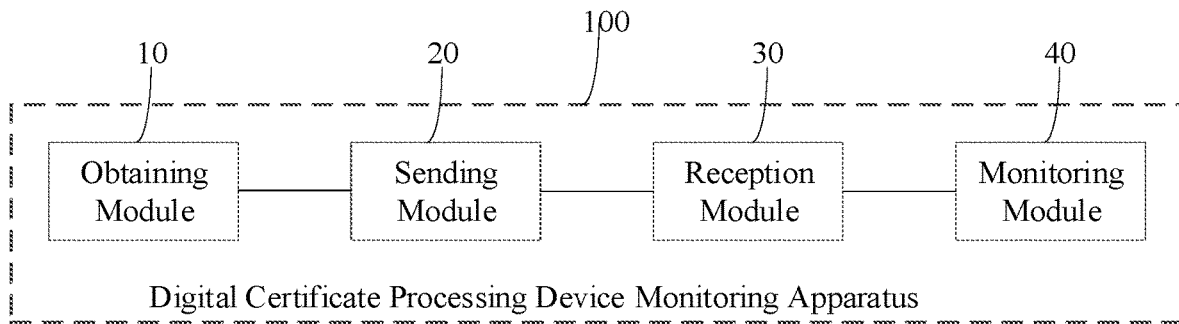 100
10 20 30 40
Obtaining Module
Sending Module
Reception Module
Monitoring Module
Digital Certificate Processing Device Monitoring Apparatus